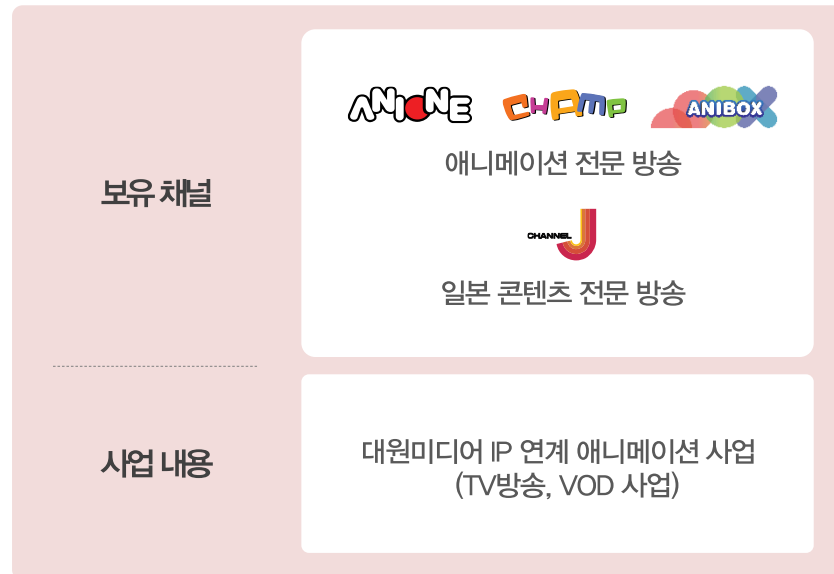 보유 채널
ANIONE CHAMP ANIBOX
애니메이션 전문 방송
CHANNEL J
일본 콘텐츠 전문 방송
사업 내용
대원미디어 IP 연계 애니메이션 사업
(TV방송, VOD 사업)